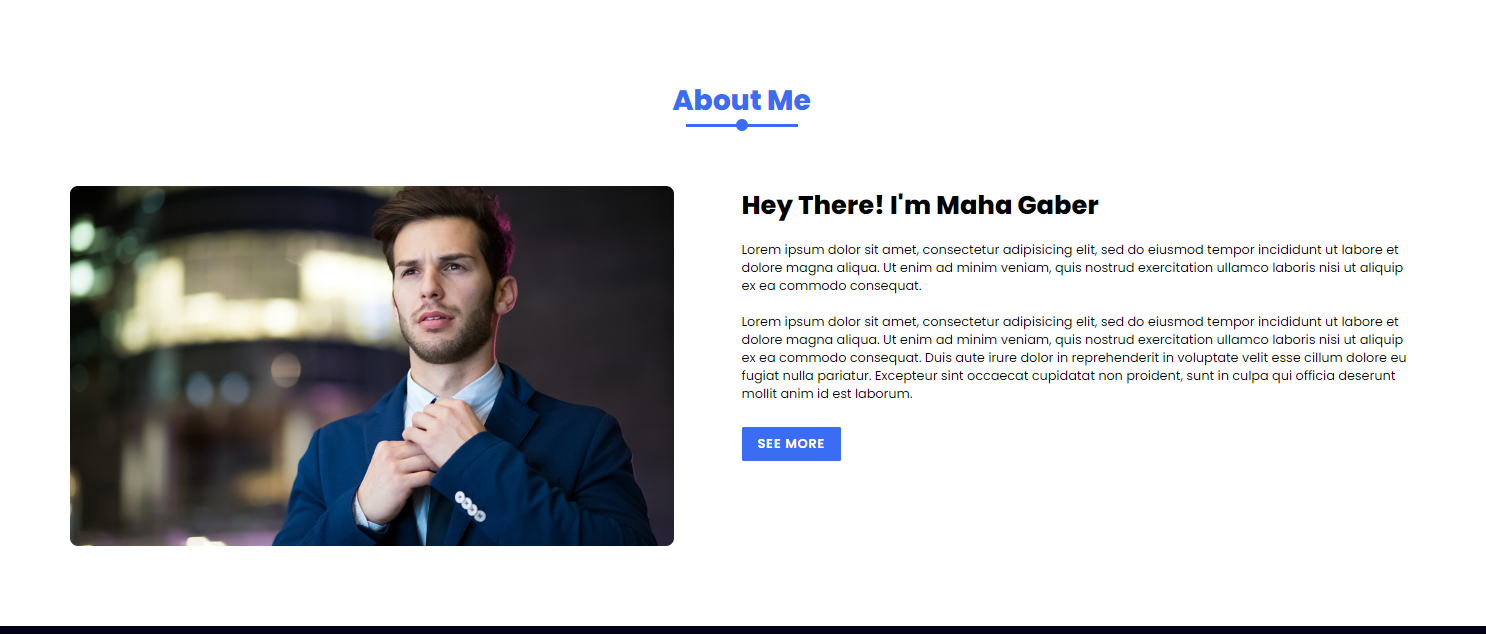 About Me
Hey There! I'm Maha Gaber
Lorem ipsum dolor sit amet, consectetur adipisicing elit, sed do eiusmod tempor incididunt ut labore et
dolore magna aliqua. Ut enim ad minim veniam, quis nostrud exercitation ullamco laboris nisi ut aliquip
ex ea commodo consequat.
Lorem ipsum dolor sit amet, consectetur adipisicing elit, sed do eiusmod tempor incididunt ut labore et
dolore magna aliqua. Ut enim ad minim veniam, quis nostrud exercitation ullamco laboris nisi ut aliquip
ex ea commodo consequat. Duis aute irure dolor in reprehenderit in voluptate velit esse cillum dolore eu
fugiat nulla pariatur. Excepteur sint occaecat cupidatat non proident, sunt in culpa qui officia deserunt
mollit anim id est laborum.
SEE MORE